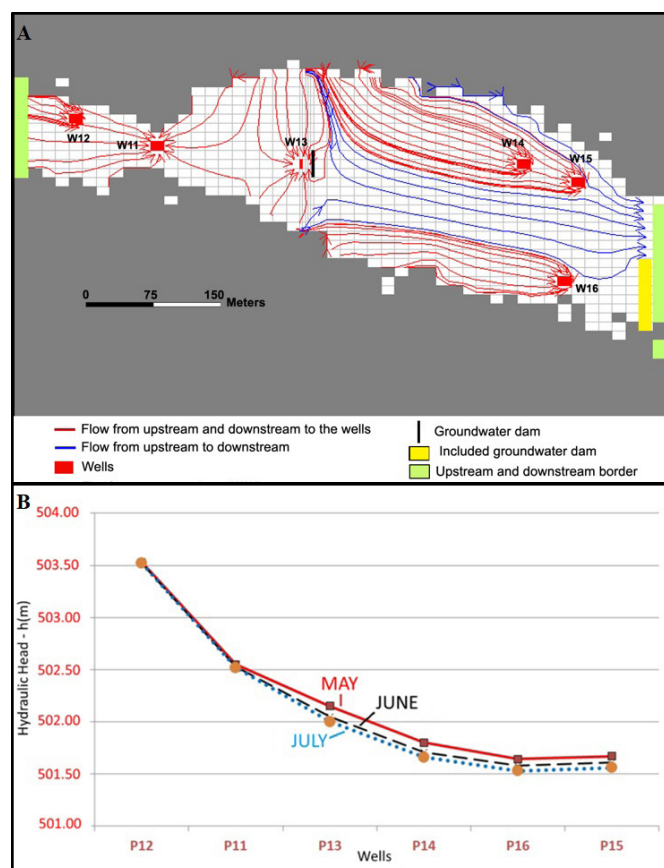 A
W12
W11
W13
W14
W15
W16
0 75 150 Meters
Flow from upstream and downstream to the wells
Flow from upstream to downstream
Wells
Groundwater dam
Included groundwater dam
Upstream and downstream border
B
504.00
503.50
503.00
502.50
502.00
501.50
501.00
Hydraulic Head - h(m)
MAY
JUNE
JULY
P12 P11 P13 P14 P16 P15
Wells